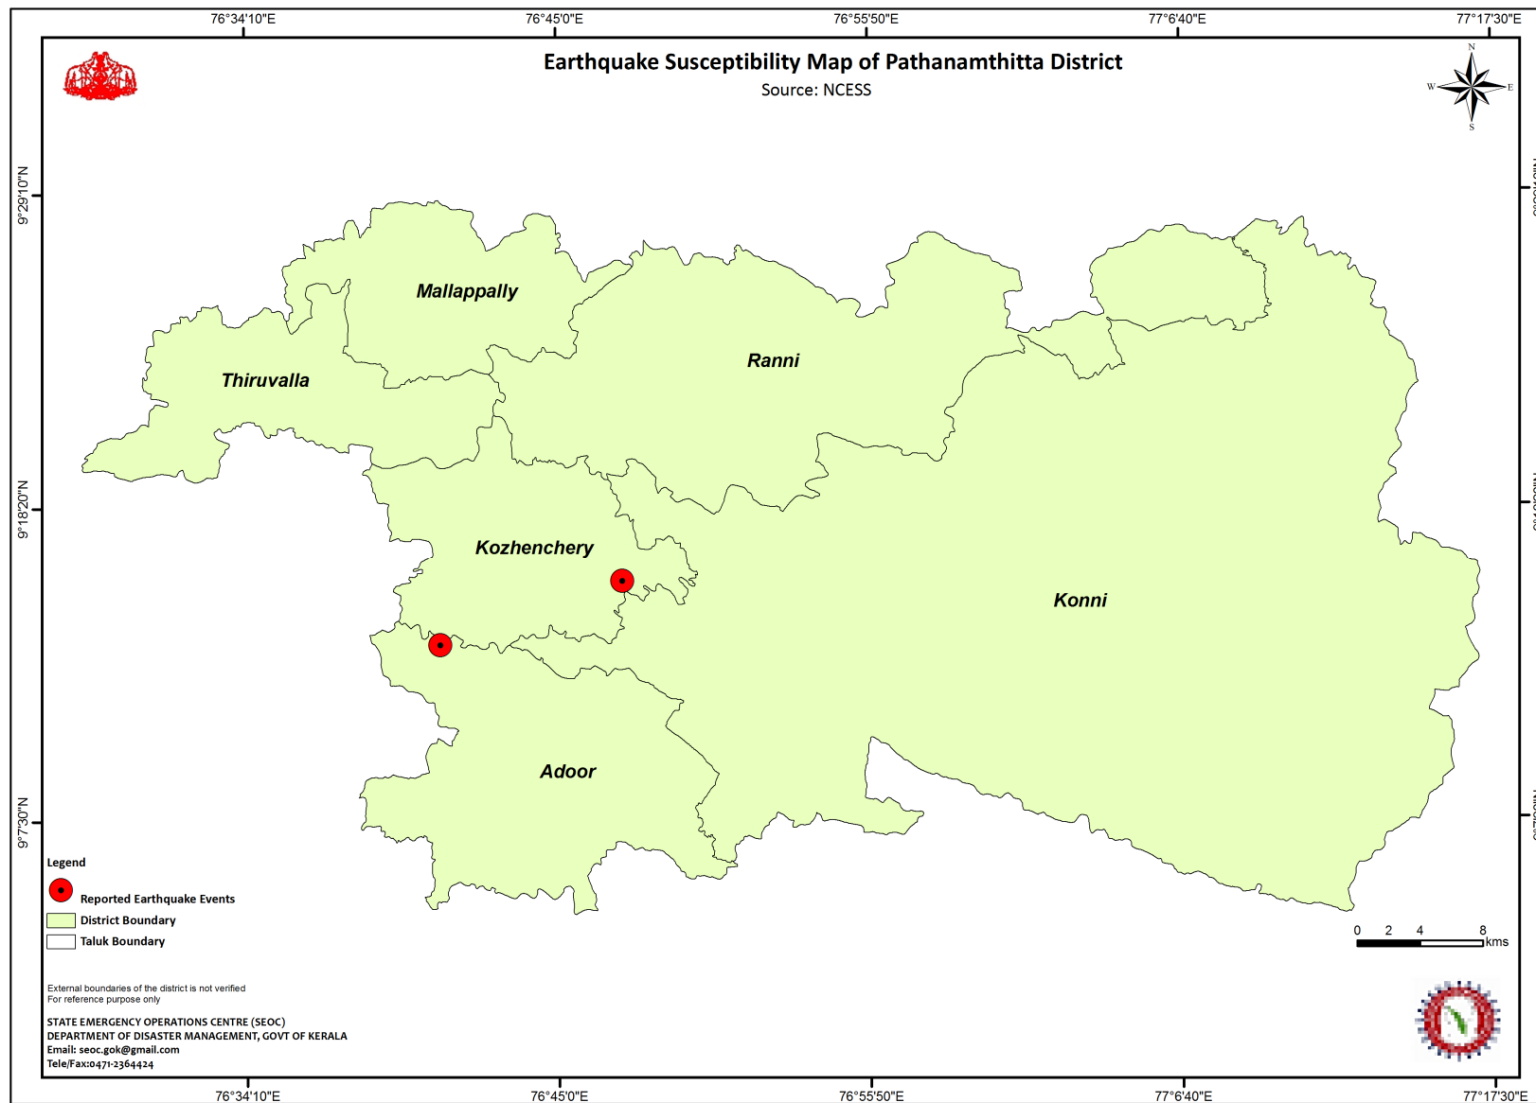 76°34'10"E 76°45'0"E 76°55'50"E 77°6'40"E 77°17'30"E
Earthquake Susceptibility Map of Pathanamthitta District
Source: NCESS
N
W E
S
9°29'10"N
Mallappally
Ranni
Thiruvalla
9°18'20"N
Kozhenchery
Konni
Adoor
9°7'30"N
Legend
Reported Earthquake Events
District Boundary
Taluk Boundary
0 2 4 8
kms
External boundaries of the district is not verified
For reference purpose only
STATE EMERGENCY OPERATIONS CENTRE (SEOC)
DEPARTMENT OF DISASTER MANAGEMENT, GOVT OF KERALA
Email: seoc.gok@gmail.com
Tele/Fax:0471-2364424
76°34'10"E 76°45'0"E 76°55'50"E 77°6'40"E 77°17'30"E